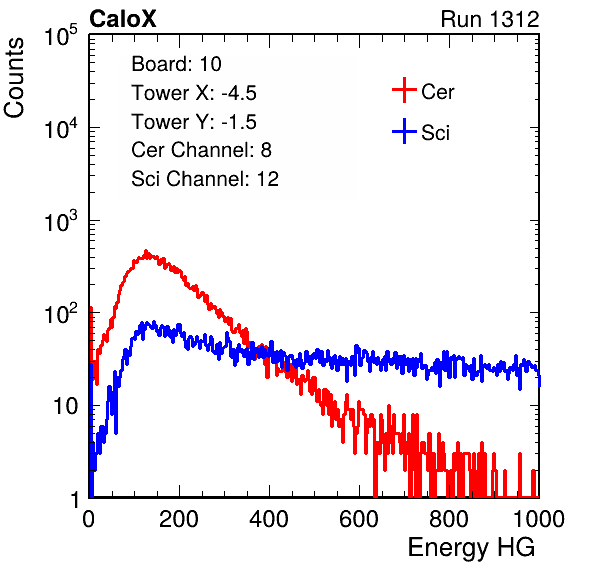 CaloX Run 1312
Counts
10^5
Board: 10
Tower X: -4.5
Tower Y: -1.5
Cer Channel: 8
Sci Channel: 12
Cer
Sci
10^4
10^3
10^2
10
1
0 200 400 600 800 1000
Energy HG